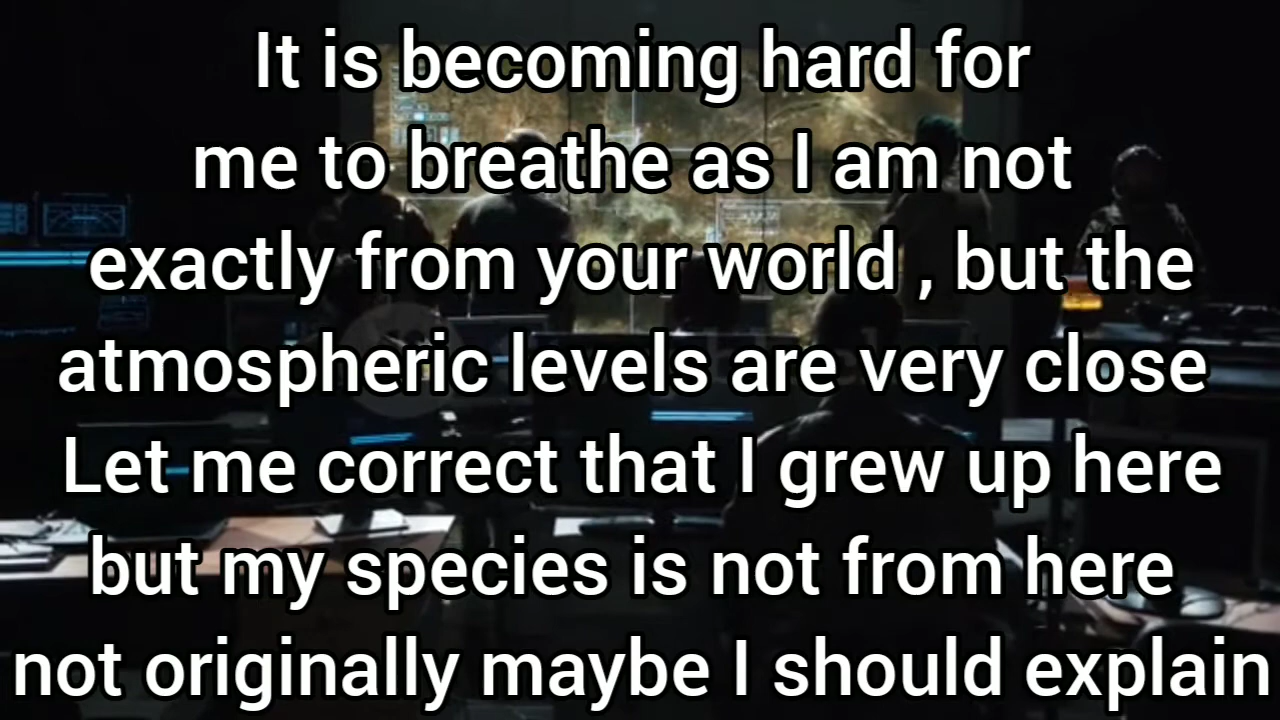 It is becoming hard for
me to breathe as I am not
exactly from your world , but the
atmospheric levels are very close
Let me correct that I grew up here
but my species is not from here
not originally maybe I should explain